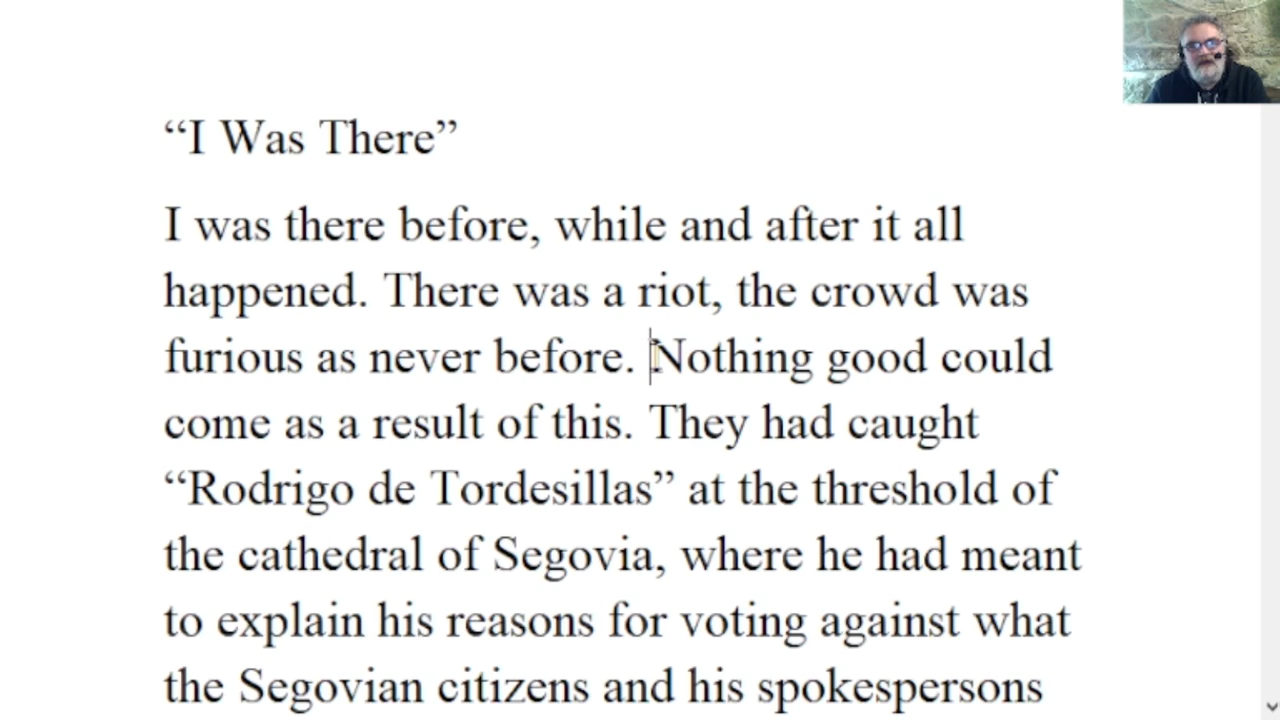 “I Was There”
I was there before, while and after it all
happened. There was a riot, the crowd was
furious as never before. Nothing good could
come as a result of this. They had caught
“Rodrigo de Tordesillas” at the threshold of
the cathedral of Segovia, where he had meant
to explain his reasons for voting against what
the Segovian citizens and his spokespersons